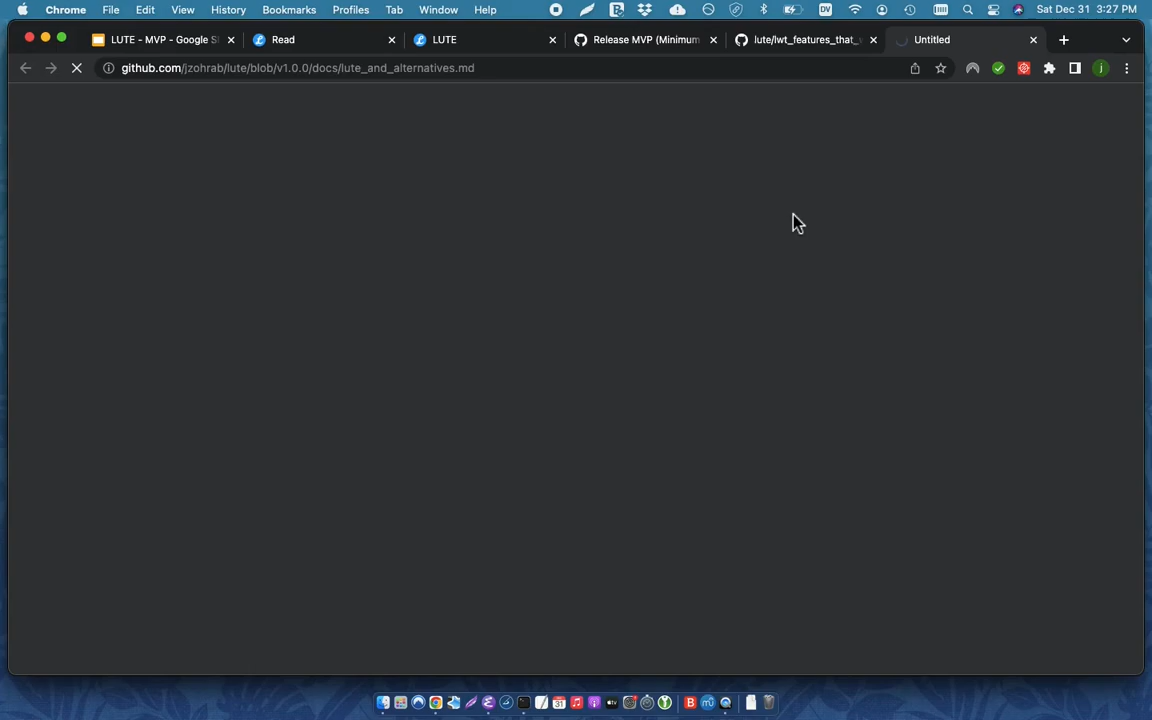 Chrome File Edit View History Bookmarks Profiles Tab Window Help DV Sat Dec 31 3:27 PM
LUTE - MVP - Google Sl Read LUTE Release MVP (Minimum lute/lwt_features_that_ Untitled
github.com/jzohrab/lute/blob/v1.0.0/docs/lute_and_alternatives.md j